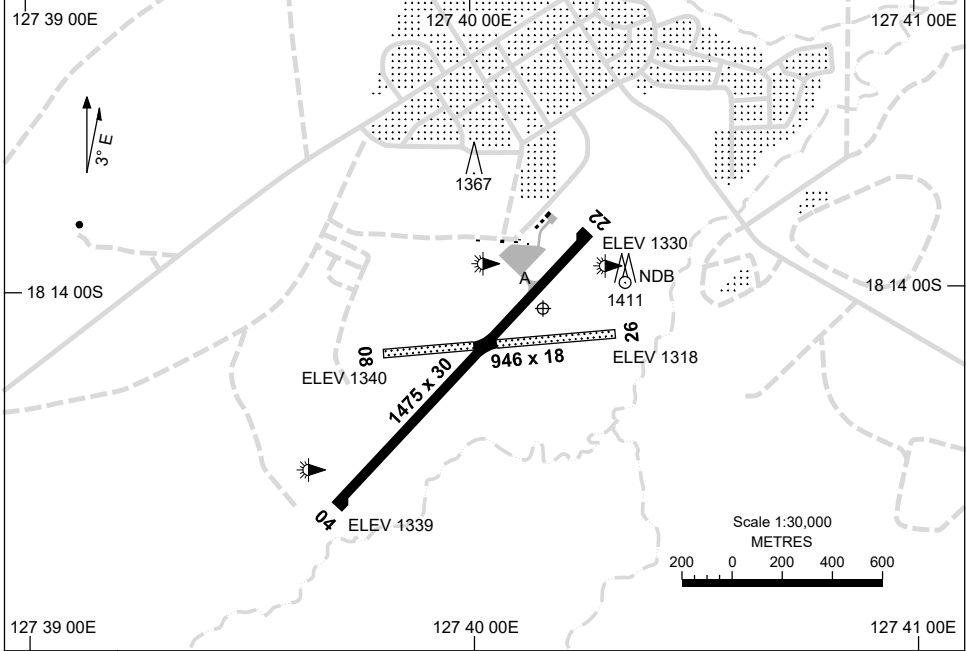 127 39 00E
127 40 00E
127 41 00E
3° E
1367
22
ELEV 1330
NDB
1411
A
18 14 00S
18 14 00S
08
26
946 x 18
ELEV 1318
ELEV 1340
1475 x 30
04
ELEV 1339
Scale 1:30,000
METRES
200 0 200 400 600
127 39 00E
127 40 00E
127 41 00E